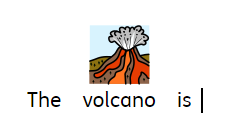 The volcano is